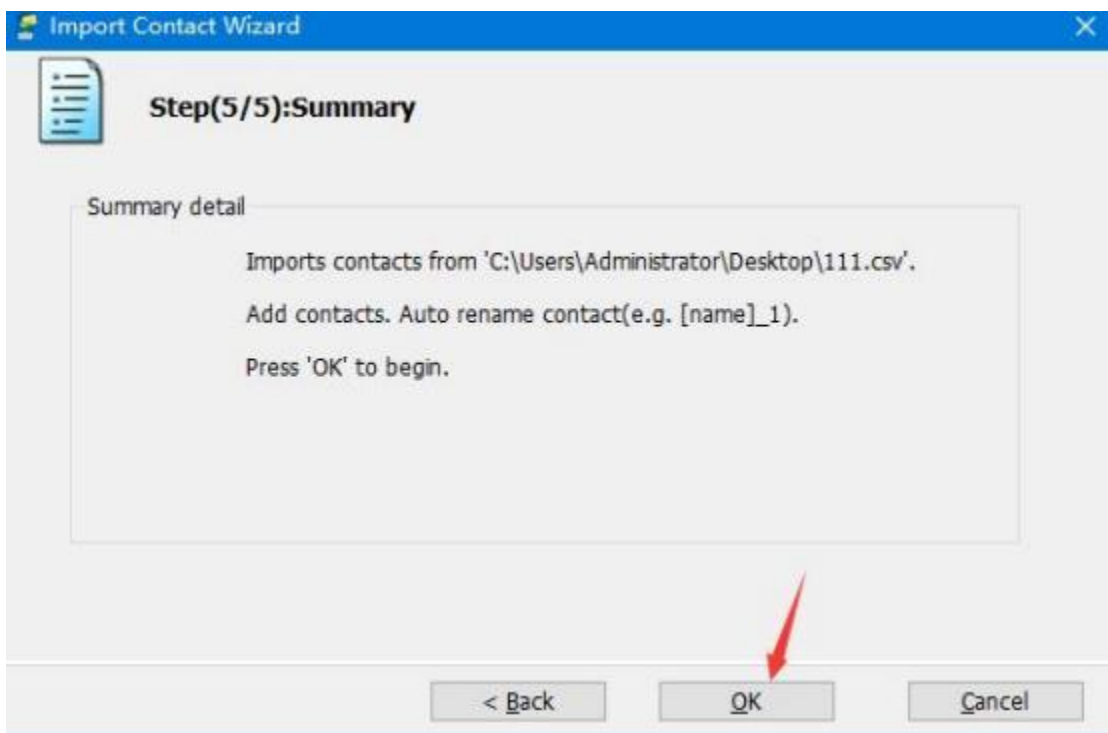 Import Contact Wizard
Step(5/5):Summary
Summary detail
Imports contacts from 'C:\Users\Administrator\Desktop\111.csv'.
Add contacts. Auto rename contact(e.g. [name]_1).
Press 'OK' to begin.
< Back
OK
Cancel